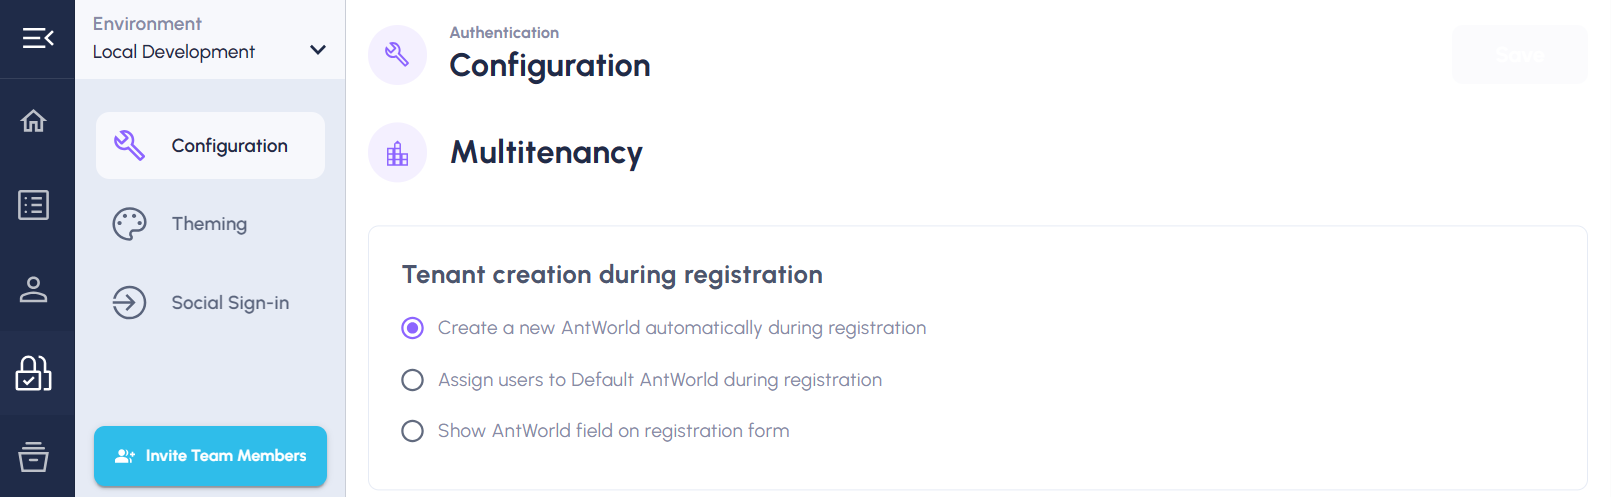 Environment
Local Development
Configuration
Theming
Social Sign-in
Invite Team Members
Authentication
Configuration
Save
Multitenancy
Tenant creation during registration
Create a new AntWorld automatically during registration
Assign users to Default AntWorld during registration
Show AntWorld field on registration form